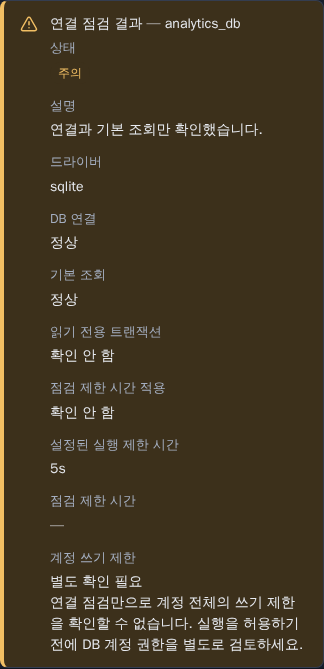 연결 점검 결과 — analytics_db
상태
주의
설명
연결과 기본 조회만 확인했습니다.
드라이버
sqlite
DB 연결
정상
기본 조회
정상
읽기 전용 트랜잭션
확인 안 함
점검 제한 시간 적용
확인 안 함
설정된 실행 제한 시간
5s
점검 제한 시간
—
계정 쓰기 제한
별도 확인 필요
연결 점검만으로 계정 전체의 쓰기 제한
을 확인할 수 없습니다. 실행을 허용하기
전에 DB 계정 권한을 별도로 검토하세요.